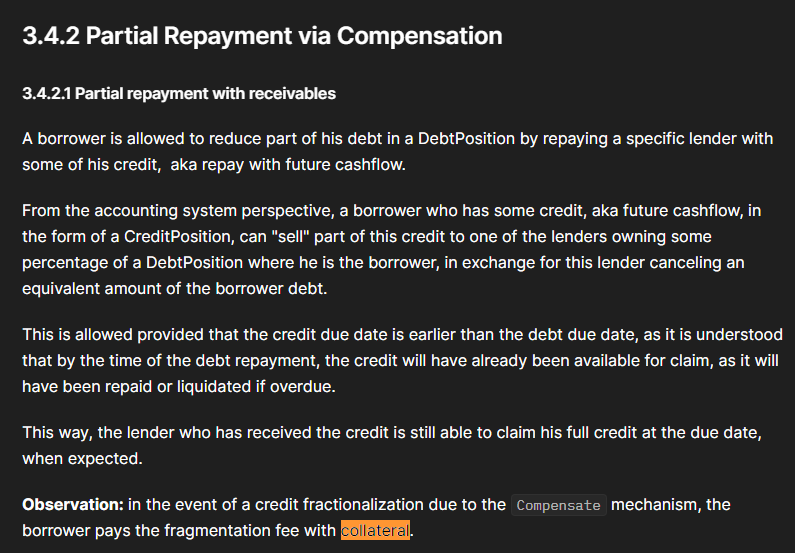 3.4.2 Partial Repayment via Compensation
3.4.2.1 Partial repayment with receivables
A borrower is allowed to reduce part of his debt in a DebtPosition by repaying a specific lender with
some of his credit, aka repay with future cashflow.
From the accounting system perspective, a borrower who has some credit, aka future cashflow, in
the form of a CreditPosition, can "sell" part of this credit to one of the lenders owning some
percentage of a DebtPosition where he is the borrower, in exchange for this lender canceling an
equivalent amount of the borrower debt.
This is allowed provided that the credit due date is earlier than the debt due date, as it is understood
that by the time of the debt repayment, the credit will have already been available for claim, as it will
have been repaid or liquidated if overdue.
This way, the lender who has received the credit is still able to claim his full credit at the due date,
when expected.
Observation: in the event of a credit fractionalization due to the Compensate mechanism, the
borrower pays the fragmentation fee with collateral.